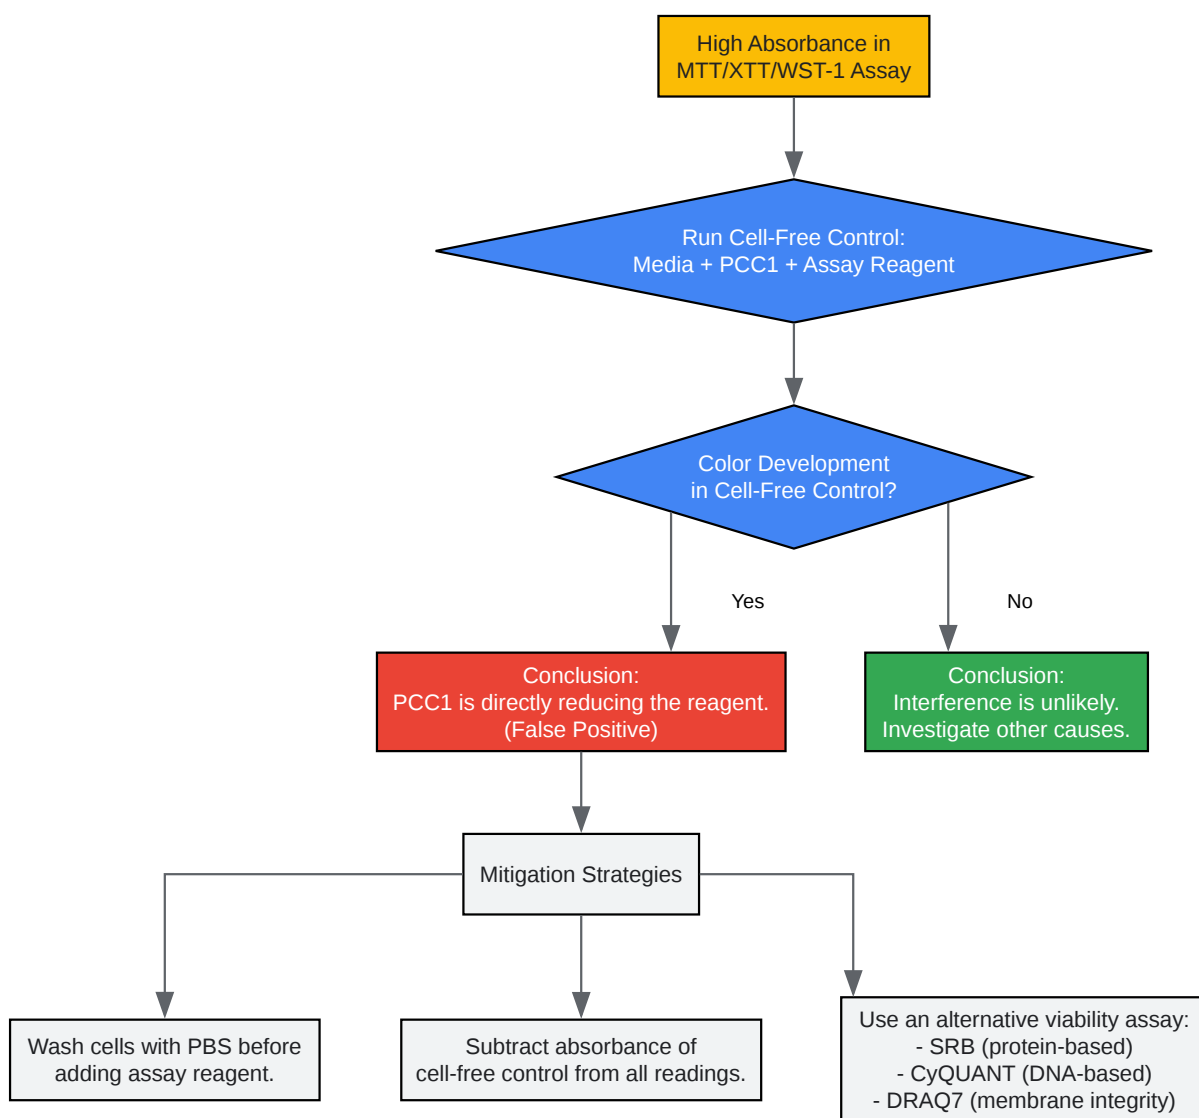 High Absorbance in
MTT/XTT/WST-1 Assay
Run Cell-Free Control:
Media + PCC1 + Assay Reagent
Color Development
in Cell-Free Control?
Yes
No
Conclusion:
PCC1 is directly reducing the reagent.
(False Positive)
Conclusion:
Interference is unlikely.
Investigate other causes.
Mitigation Strategies
Wash cells with PBS before
adding assay reagent.
Subtract absorbance of
cell-free control from all readings.
Use an alternative viability assay:
- SRB (protein-based)
- CyQUANT (DNA-based)
- DRAQ7 (membrane integrity)